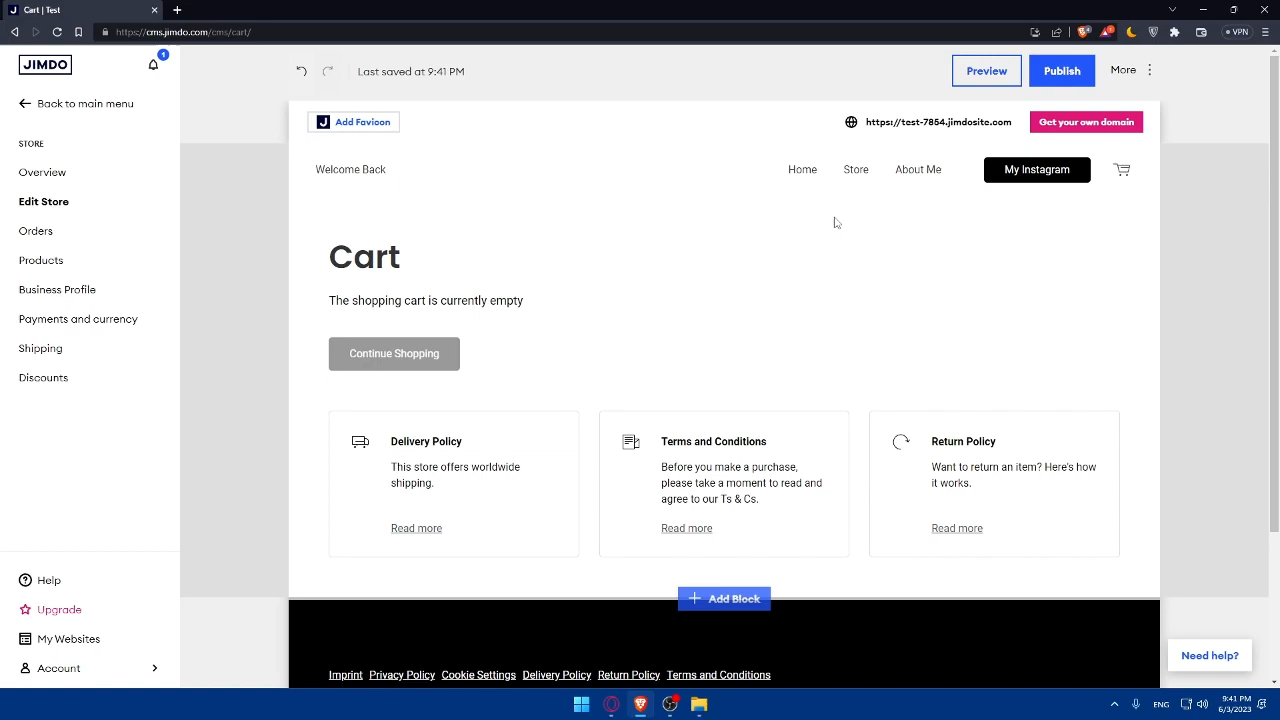 Cart | Test
https://cms.jimdo.com/cms/cart/
VPN
JIMDO
1
Last saved at 9:41 PM
Preview
Publish
More
Back to main menu
STORE
Overview
Edit Store
Orders
Products
Business Profile
Payments and currency
Shipping
Discounts
Help
Upgrade
My Websites
Account
J Add Favicon
https://test-7854.jimdosite.com
Get your own domain
Welcome Back
Home
Store
About Me
My Instagram
Cart
The shopping cart is currently empty
Continue Shopping
Delivery Policy
This store offers worldwide
shipping.
Read more
Terms and Conditions
Before you make a purchase,
please take a moment to read and
agree to our Ts & Cs.
Read more
Return Policy
Want to return an item? Here's how
it works.
Read more
Add Block
Imprint Privacy Policy Cookie Settings Delivery Policy Return Policy Terms and Conditions
Need help?
ENG
9:41 PM
6/3/2023